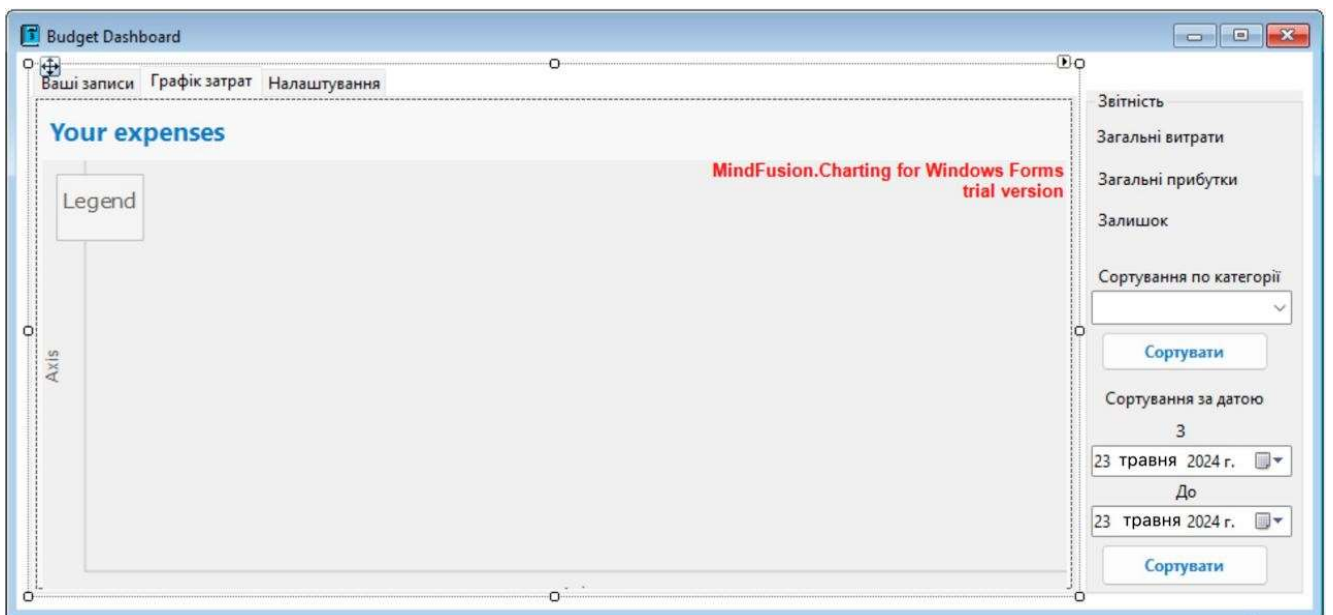 Budget Dashboard
Ваші записи Графік затрат Налаштування
Your expenses
MindFusion.Charting for Windows Forms
trial version
Legend
Axis
Звітність
Загальні витрати
Загальні прибутки
Залишок
Сортування по категорії
Сортувати
Сортування за датою
З
23 травня 2024 г.
До
23 травня 2024 г.
Сортувати